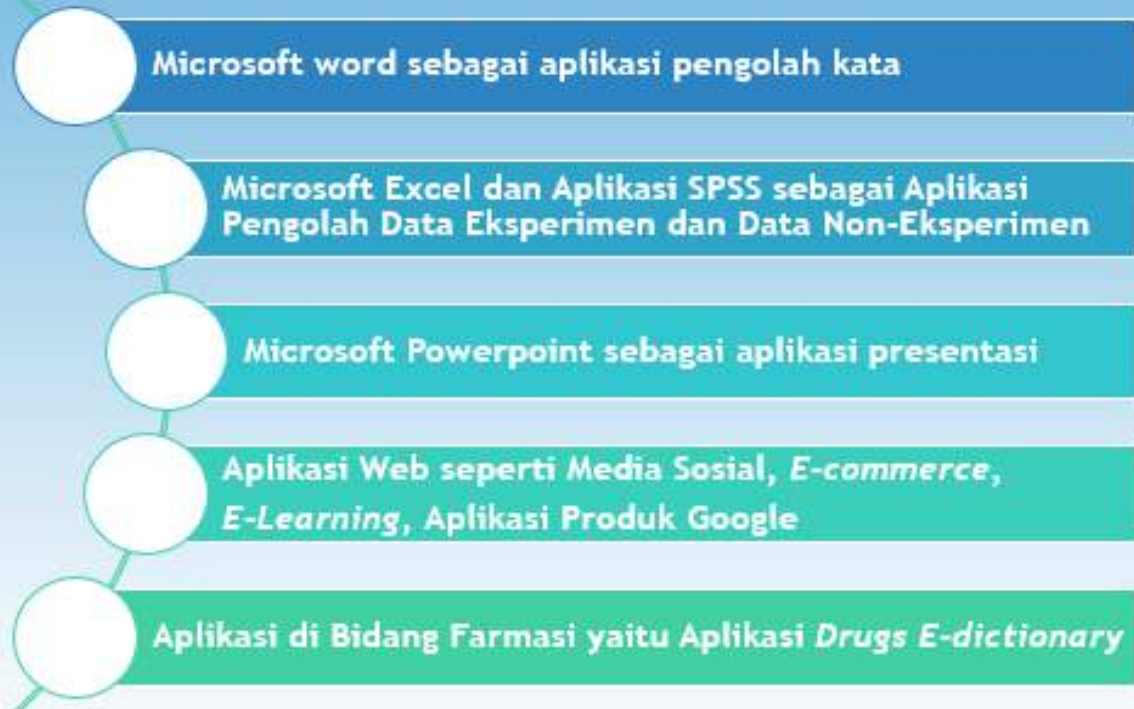 Microsoft word sebagai aplikasi pengolah kata
Microsoft Excel dan Aplikasi SPSS sebagai Aplikasi
Pengolah Data Eksperimen dan Data Non-Eksperimen
Microsoft Powerpoint sebagai aplikasi presentasi
Aplikasi Web seperti Media Sosial, E-commerce,
E-Learning, Aplikasi Produk Google
Aplikasi di Bidang Farmasi yaitu Aplikasi Drugs E-dictionary